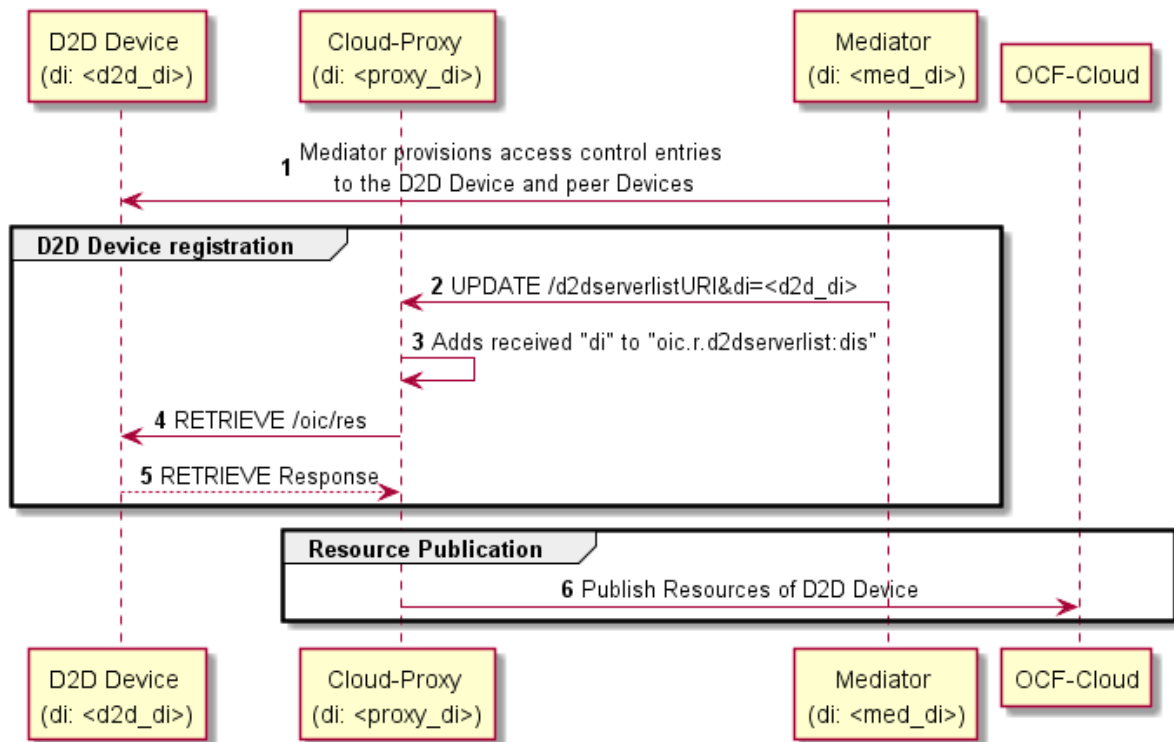 D2D Device
(di: <d2d_di>)
Cloud-Proxy
(di: <proxy_di>)
Mediator
(di: <med_di>)
OCF-Cloud
1 Mediator provisions access control entries
to the D2D Device and peer Devices
D2D Device registration
2 UPDATE /d2dserverlistURI&di=<d2d_di>
3 Adds received "di" to "oic.r.d2dserverlist:dis"
4 RETRIEVE /oic/res
5 RETRIEVE Response
Resource Publication
6 Publish Resources of D2D Device
D2D Device
(di: <d2d_di>)
Cloud-Proxy
(di: <proxy_di>)
Mediator
(di: <med_di>)
OCF-Cloud